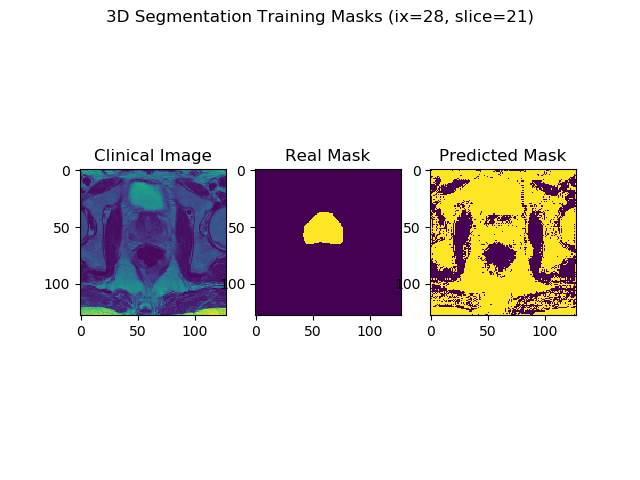 3D Segmentation Training Masks (ix=28, slice=21)
Clinical Image Real Mask Predicted Mask
0 0 0
50 50 50
100 100 100
0 50 100 0 50 100 0 50 100